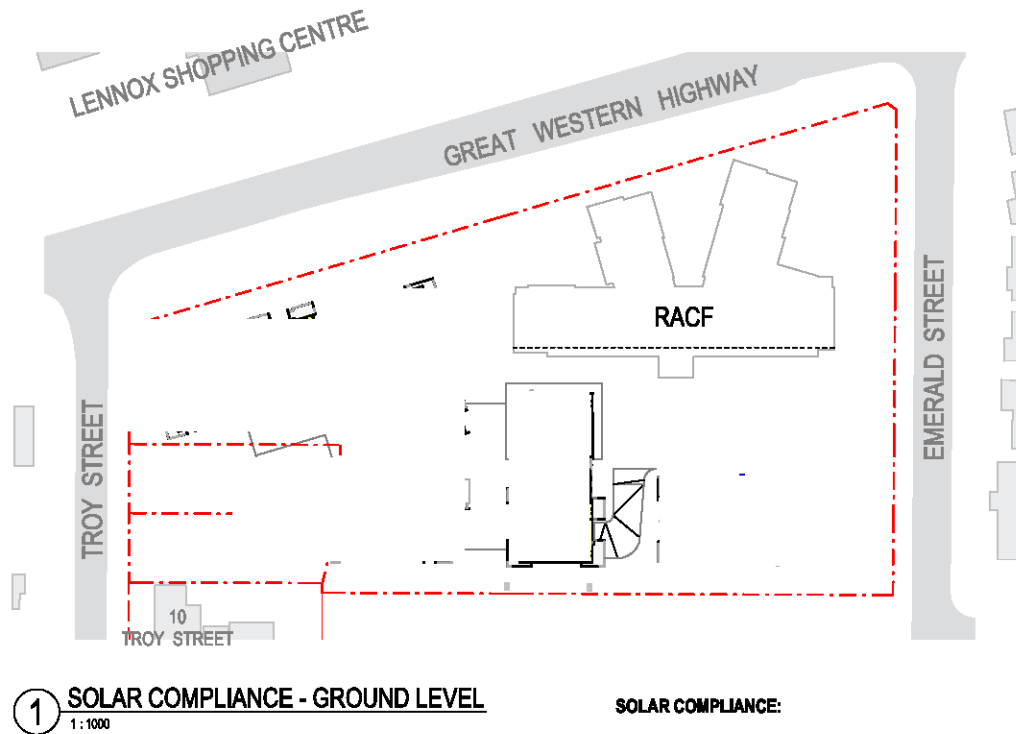 LENNOX SHOPPING CENTRE
GREAT WESTERN HIGHWAY
RACF
EMERALD STREET
TROY STREET
10
TROY STREET
1
SOLAR COMPLIANCE - GROUND LEVEL
1 : 1000
SOLAR COMPLIANCE: